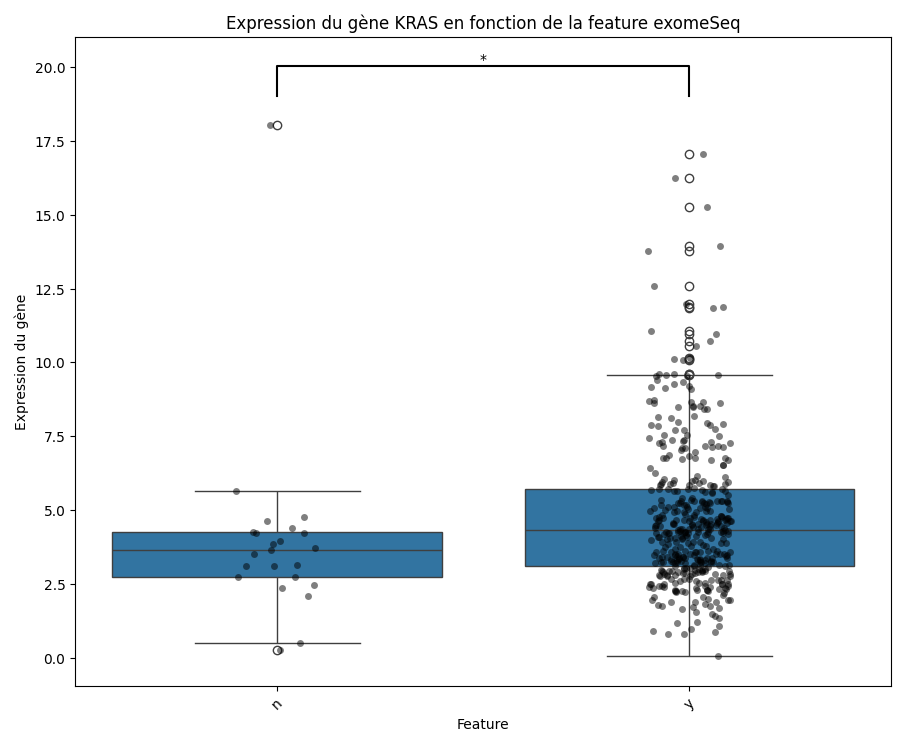 Expression du gène KRAS en fonction de la feature exomeSeq
*
20.0
17.5
15.0
12.5
10.0
7.5
5.0
2.5
0.0
Expression du gène
n
y
Feature